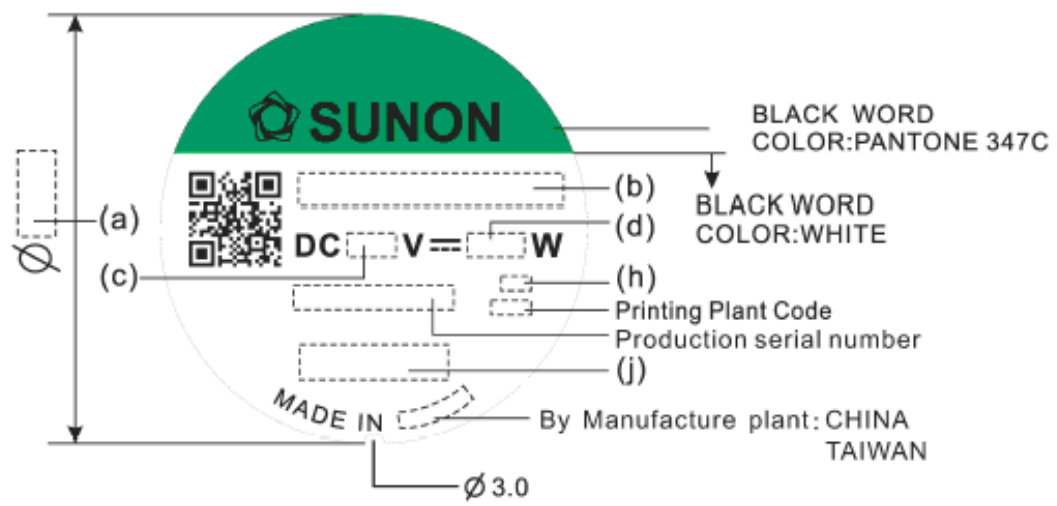 SUNON
BLACK WORD
COLOR:PANTONE 347C
(a)
(b)
BLACK WORD
COLOR:WHITE
(d)
DC V⎓ W
(c)
(h)
Printing Plant Code
Production serial number
(j)
MADE IN
By Manufacture plant: CHINA
TAIWAN
Ø
Ø3.0